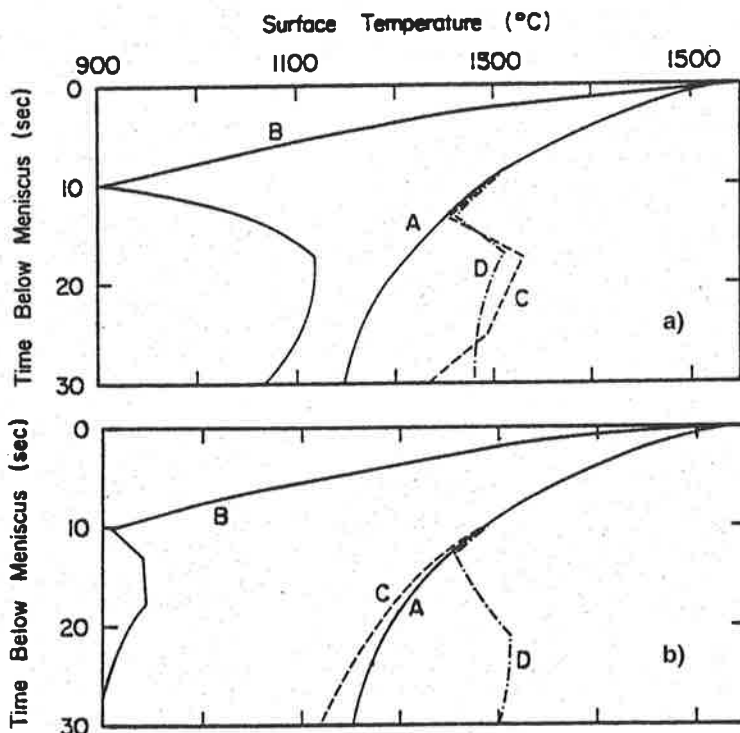 Surface Temperature (°C)
900 1100 1300 1500
Time Below Meniscus (sec)
0
10
20
30
B
A
D
C
a)
Time Below Meniscus (sec)
0
10
20
30
B
C
A
D
b)